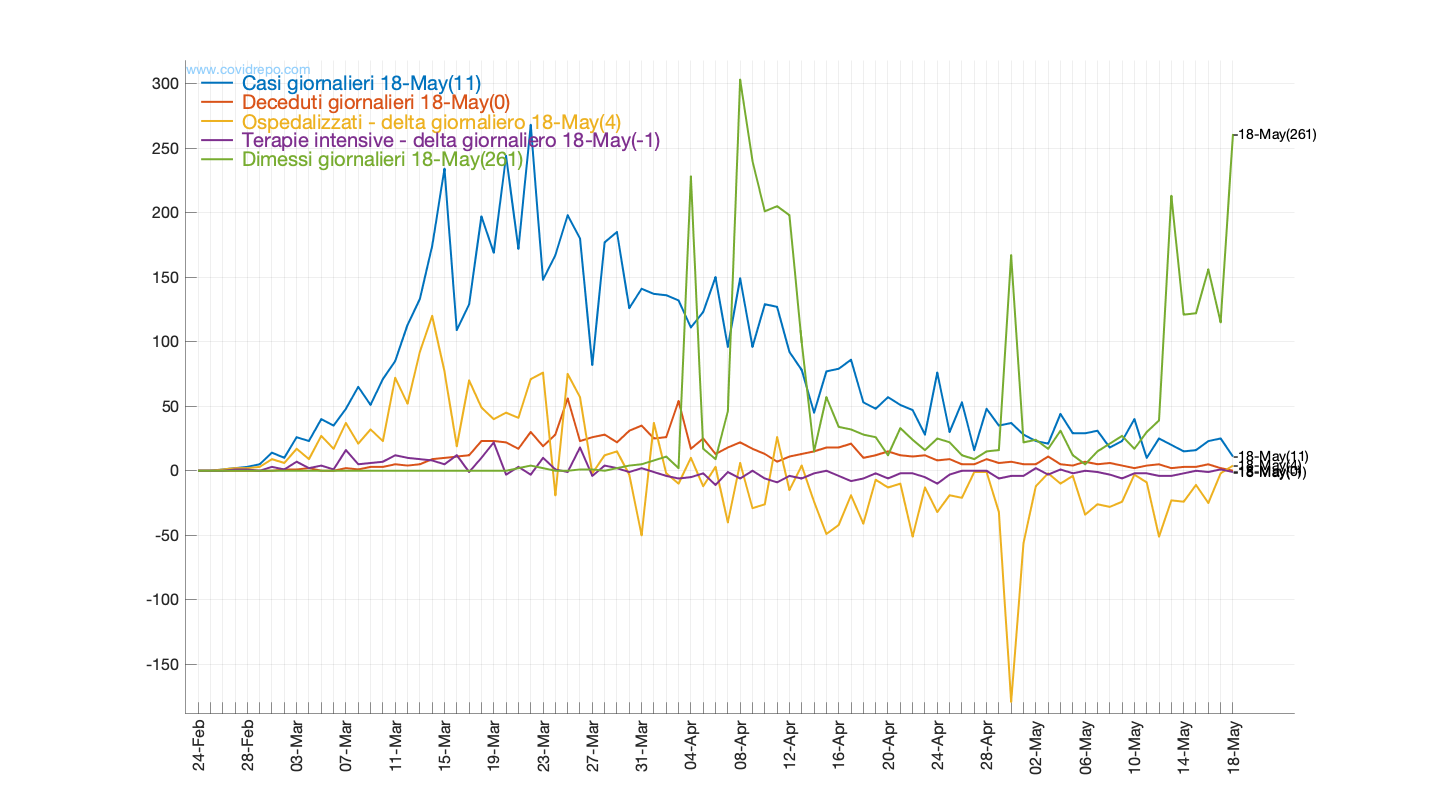 www.covidrepo.com
Casi giornalieri 18-May(11)
Deceduti giornalieri 18-May(0)
Ospedalizzati - delta giornaliero 18-May(4)
Terapie intensive - delta giornaliero 18-May(-1)
Dimessi giornalieri 18-May(261)
300
250
200
150
100
50
0
-50
-100
-150
18-May(261)
18-May(11)
24-Feb
28-Feb
03-Mar
07-Mar
11-Mar
15-Mar
19-Mar
23-Mar
27-Mar
31-Mar
04-Apr
08-Apr
12-Apr
16-Apr
20-Apr
24-Apr
28-Apr
02-May
06-May
10-May
14-May
18-May